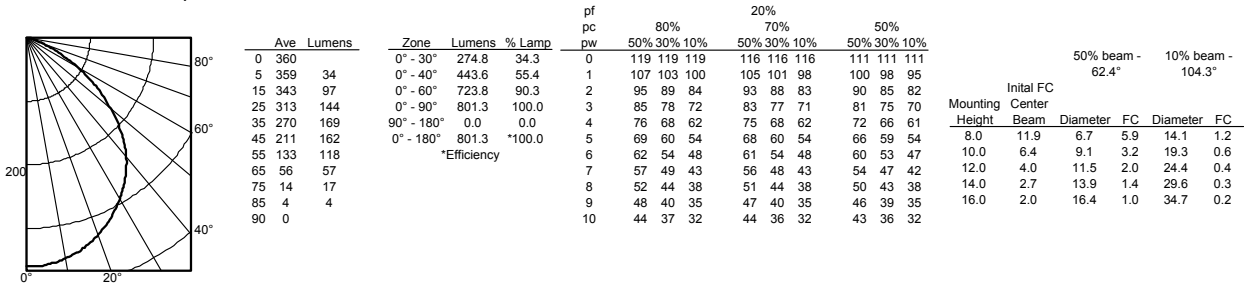 80°
60°
40°
20°
0°
200
Ave Lumens
0 360
5 359 34
15 343 97
25 313 144
35 270 169
45 211 162
55 133 118
65 56 57
75 14 17
85 4 4
90 0
Zone Lumens % Lamp
0° - 30° 274.8 34.3
0° - 40° 443.6 55.4
0° - 60° 723.8 90.3
0° - 90° 801.3 100.0
90° - 180° 0.0 0.0
0° - 180° 801.3 *100.0
*Efficiency
pf 20%
pc 80% 70% 50%
pw 50% 30% 10% 50% 30% 10% 50% 30% 10%
0 119 119 119 116 116 116 111 111 111
1 107 103 100 105 101 98 100 98 95
2 95 89 84 93 88 83 90 85 82
3 85 78 72 83 77 71 81 75 70
4 76 68 62 75 68 62 72 66 61
5 69 60 54 68 60 54 66 59 54
6 62 54 48 61 54 48 60 53 47
7 57 49 43 56 48 43 54 47 42
8 52 44 38 51 44 38 50 43 38
9 48 40 35 47 40 35 46 39 35
10 44 37 32 44 36 32 43 36 32
50% beam - 10% beam -
62.4° 104.3°
Inital FC
Mounting Center
Height Beam Diameter FC Diameter FC
8.0 11.9 6.7 5.9 14.1 1.2
10.0 6.4 9.1 3.2 19.3 0.6
12.0 4.0 11.5 2.0 24.4 0.4
14.0 2.7 13.9 1.4 29.6 0.3
16.0 2.0 16.4 1.0 34.7 0.2